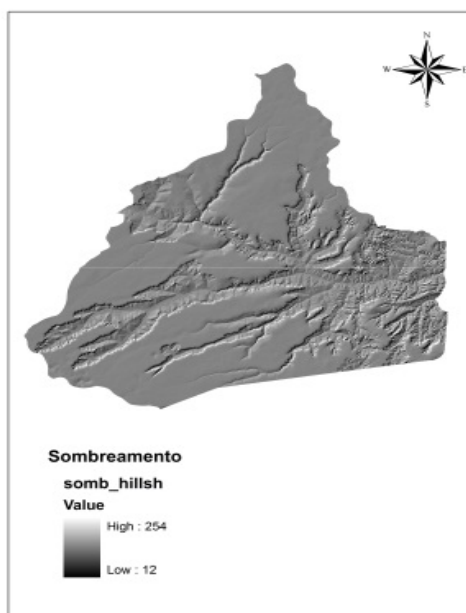 N
W E
S
Sombreamento
somb_hillsh
Value
High : 254
Low : 12